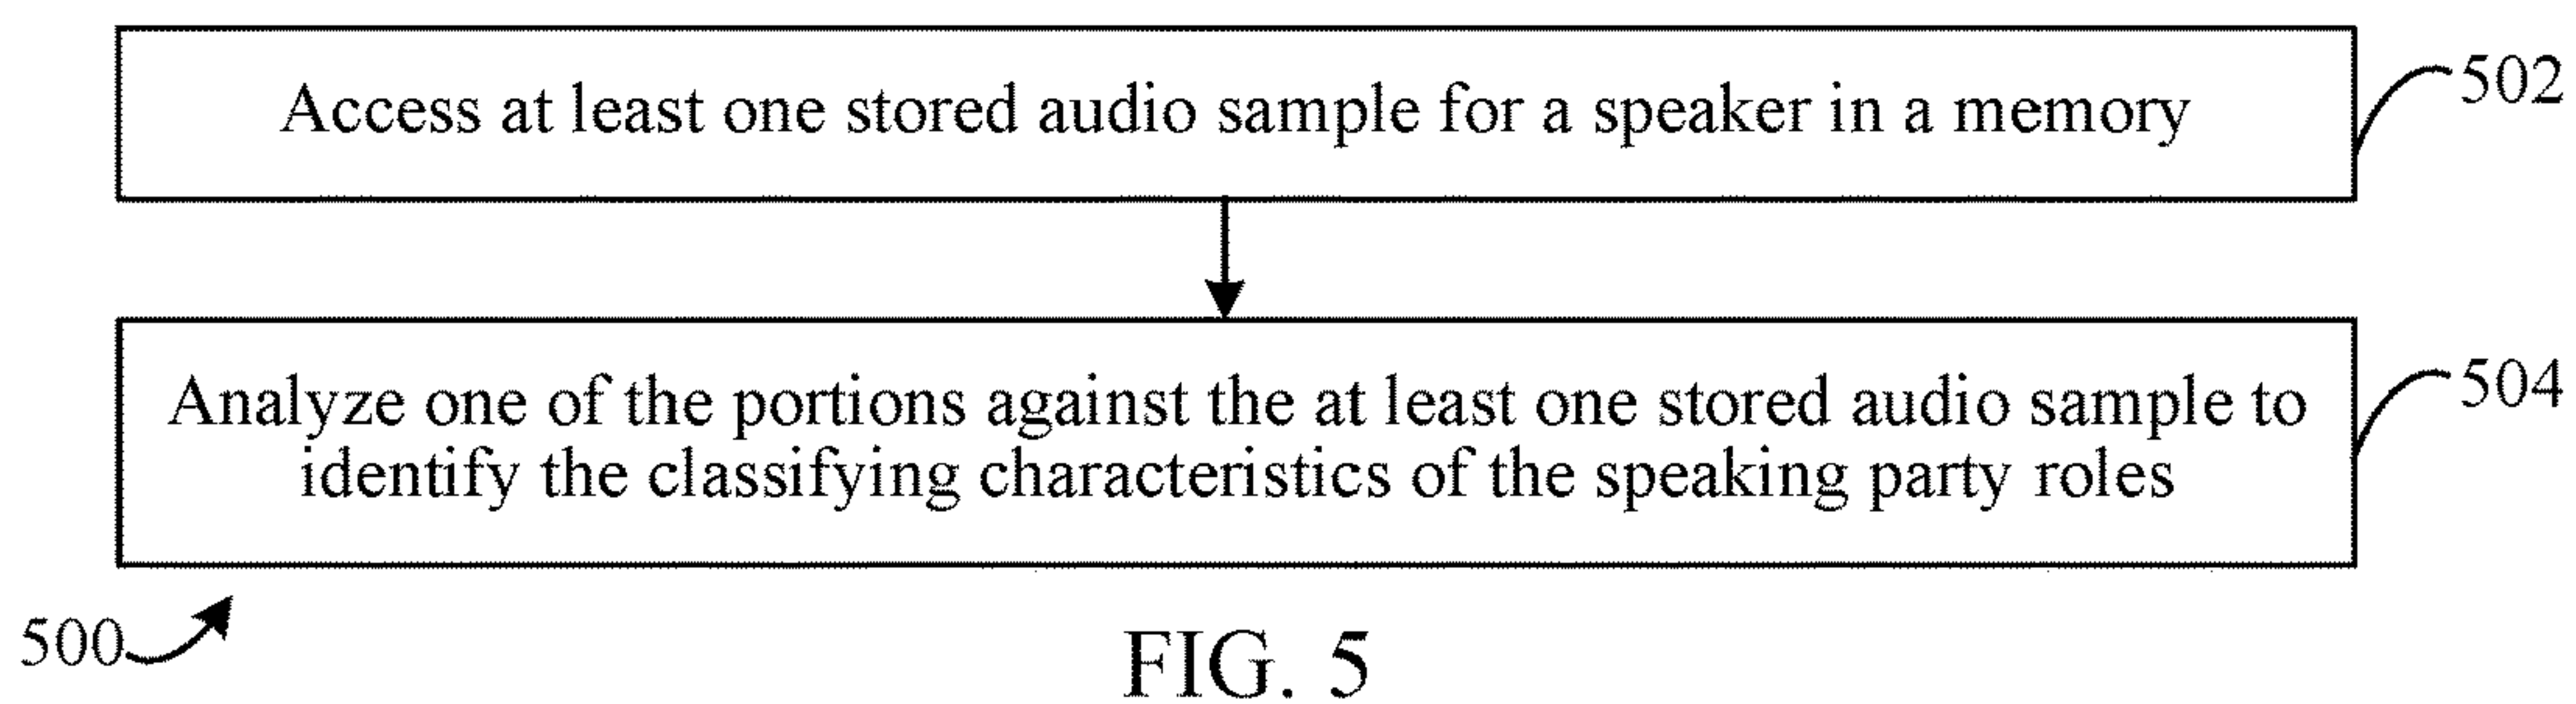 Access at least one stored audio sample for a speaker in a memory
502
Analyze one of the portions against the at least one stored audio sample to
identify the classifying characteristics of the speaking party roles
504
500
FIG. 5